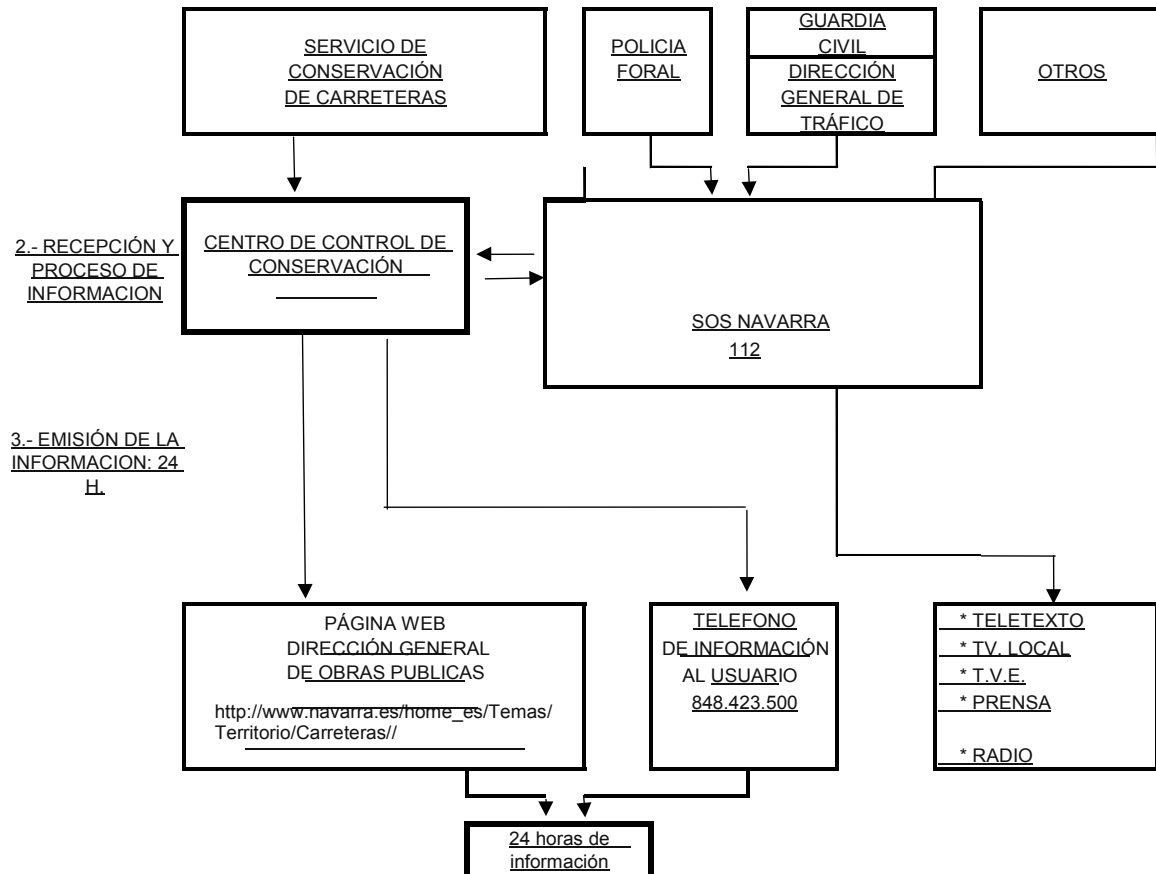 SERVICIO DE
CONSERVACIÓN
DE CARRETERAS
POLICIA
FORAL
GUARDIA
CIVIL
DIRECCIÓN
GENERAL DE
TRÁFICO
OTROS
2.- RECEPCIÓN Y
PROCESO DE
INFORMACION
CENTRO DE CONTROL DE
CONSERVACIÓN
SOS NAVARRA
112
3.- EMISIÓN DE LA
INFORMACION: 24
H.
PÁGINA WEB
DIRECCIÓN GENERAL
DE OBRAS PUBLICAS
http://www.navarra.es/home_es/Temas/
Territorio/Carreteras//
TELEFONO
DE INFORMACIÓN
AL USUARIO
848.423.500
* TELETEXTO
* TV. LOCAL
* T.V.E.
* PRENSA
* RADIO
24 horas de
información